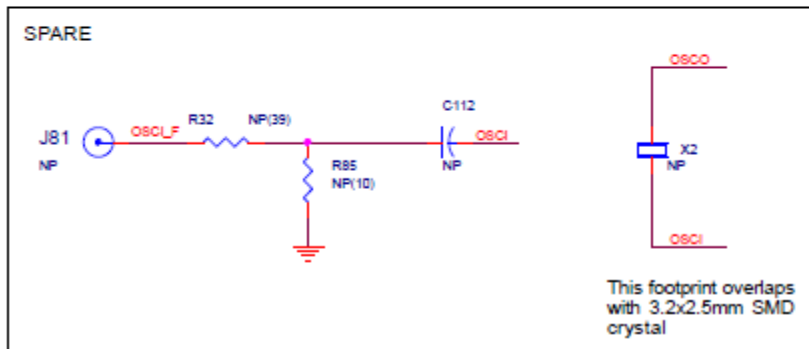 SPARE
OSCO
C112
R32 NP(39)
J81 OSCI_F OSCI
X2
NP NP NP
R85
NP(10)
OSCI
This footprint overlaps
with 3.2x2.5mm SMD
crystal